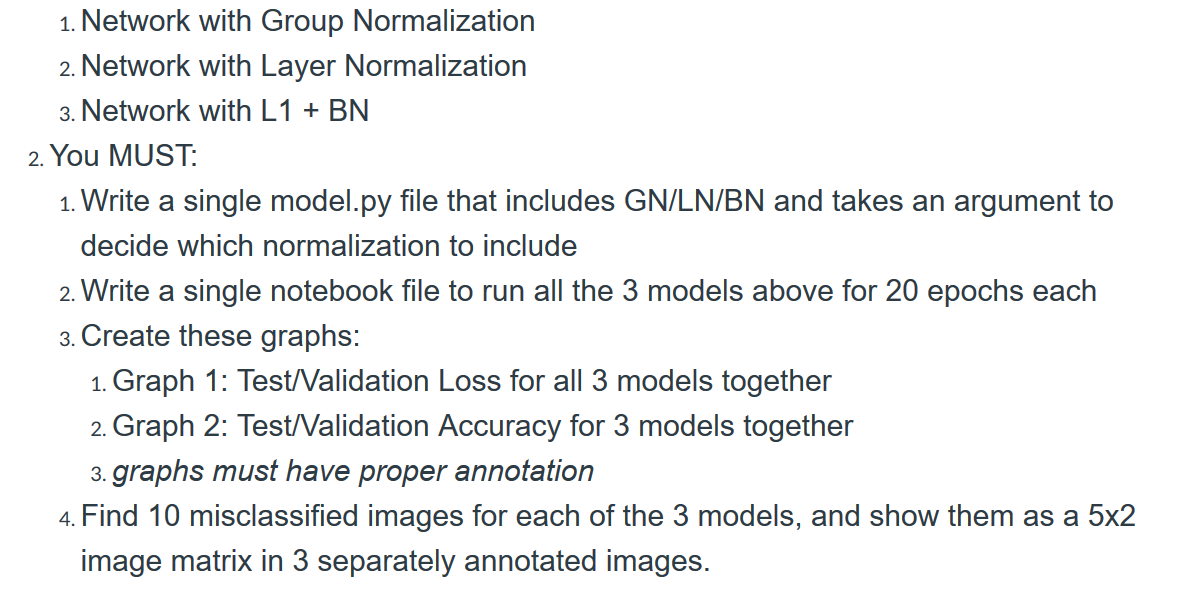 1. Network with Group Normalization
2. Network with Layer Normalization
3. Network with L1 + BN
2. You MUST:
1. Write a single model.py file that includes GN/LN/BN and takes an argument to
decide which normalization to include
2. Write a single notebook file to run all the 3 models above for 20 epochs each
3. Create these graphs:
1. Graph 1: Test/Validation Loss for all 3 models together
2. Graph 2: Test/Validation Accuracy for 3 models together
3. graphs must have proper annotation
4. Find 10 misclassified images for each of the 3 models, and show them as a 5x2
image matrix in 3 separately annotated images.